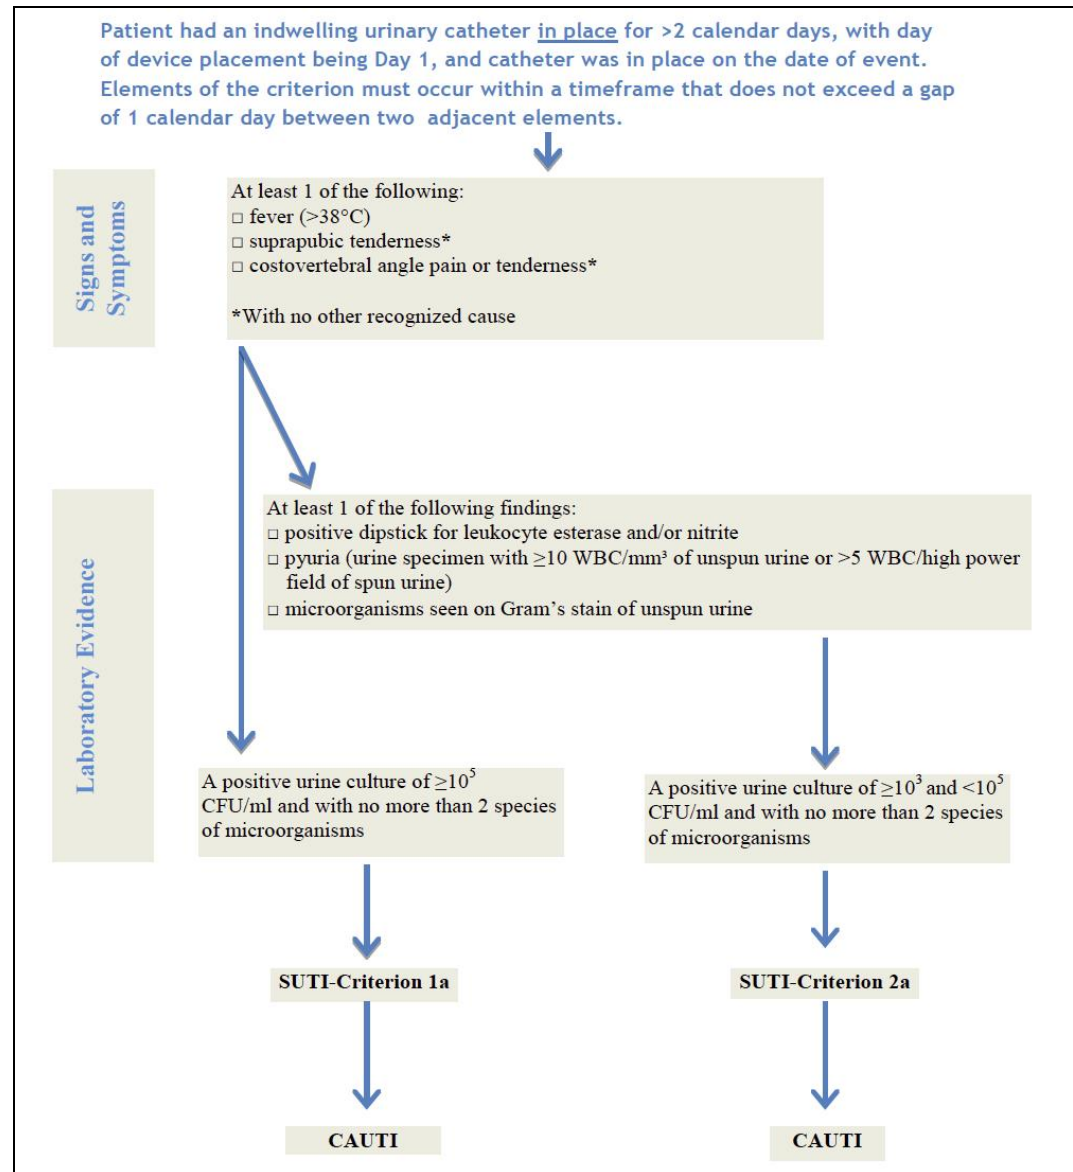 Patient had an indwelling urinary catheter in place for >2 calendar days, with day
of device placement being Day 1, and catheter was in place on the date of event.
Elements of the criterion must occur within a timeframe that does not exceed a gap
of 1 calendar day between two adjacent elements.
Signs and
Symptoms
At least 1 of the following:
□ fever (>38°C)
□ suprapubic tenderness*
□ costovertebral angle pain or tenderness*
*With no other recognized cause
Laboratory Evidence
At least 1 of the following findings:
□ positive dipstick for leukocyte esterase and/or nitrite
□ pyuria (urine specimen with ≥10 WBC/mm³ of unspun urine or >5 WBC/high power
field of spun urine)
□ microorganisms seen on Gram’s stain of unspun urine
A positive urine culture of ≥10⁵
CFU/ml and with no more than 2 species
of microorganisms
A positive urine culture of ≥10³ and <10⁵
CFU/ml and with no more than 2 species
of microorganisms
SUTI-Criterion 1a
SUTI-Criterion 2a
CAUTI
CAUTI